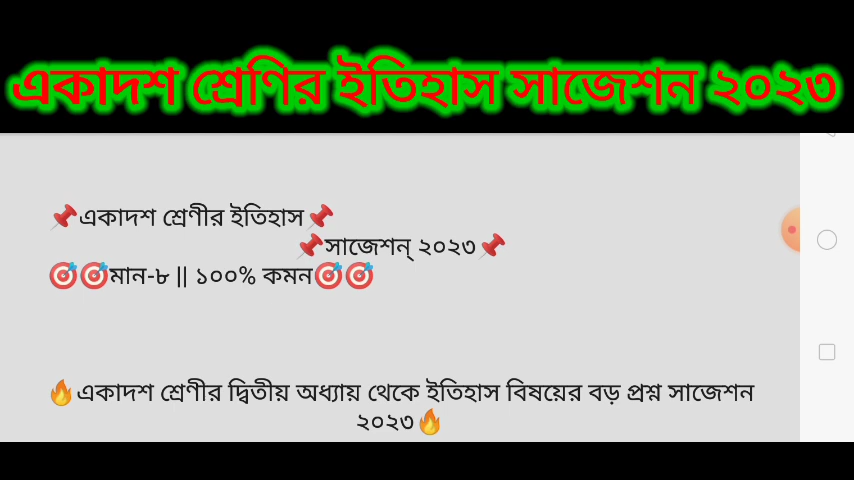 একাদশ শ্রেণির ইতিহাস সাজেশন ২০২৩
📌একাদশ শ্রেণীর ইতিহাস📌
📌সাজেশন্ ২০২৩📌
🎯🎯মান-৮ || ১০০% কমন🎯🎯
🔥একাদশ শ্রেণীর দ্বিতীয় অধ্যায় থেকে ইতিহাস বিষয়ের বড় প্রশ্ন সাজেশন
২০২৩🔥